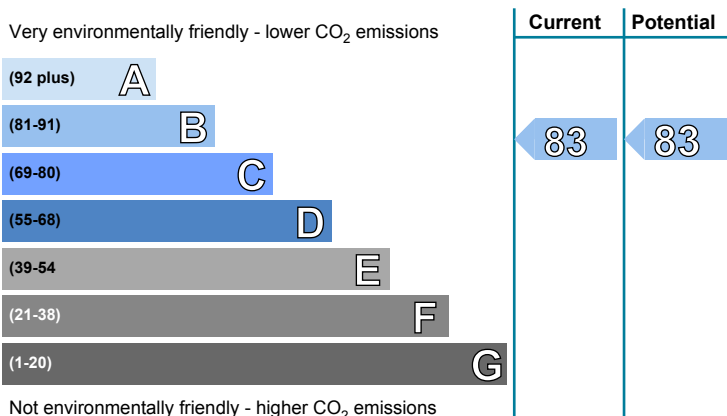 Current Potential
Very environmentally friendly - lower CO₂ emissions
(92 plus) A
(81-91) B
83 83
(69-80) C
(55-68) D
(39-54 E
(21-38) F
(1-20) G
Not environmentally friendly - higher CO₂ emissions